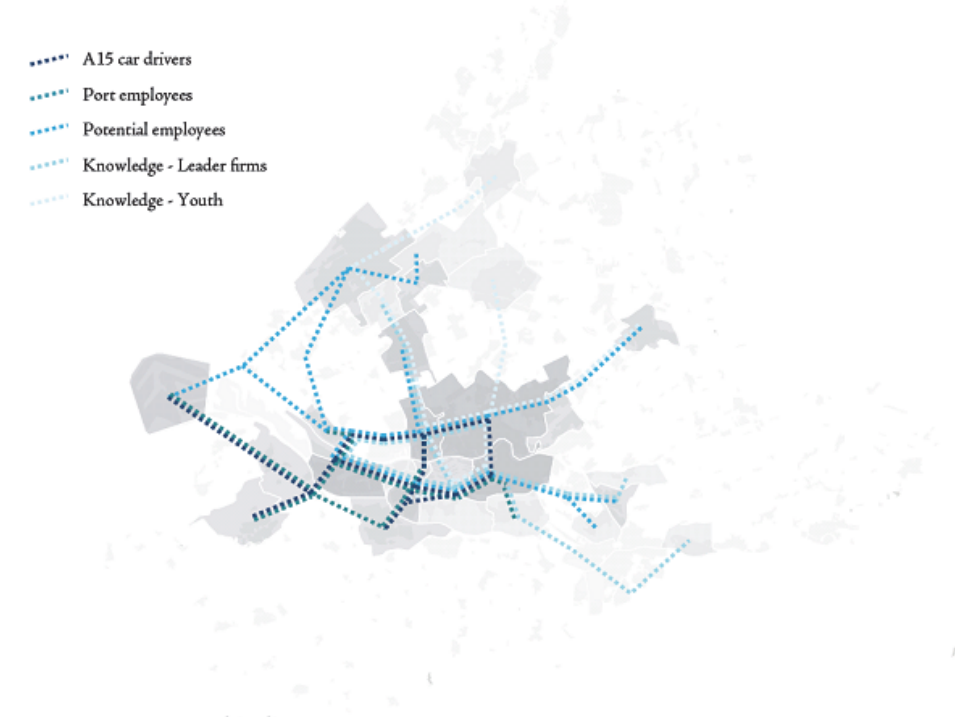 A15 car drivers
Port employees
Potential employees
Knowledge - Leader firms
Knowledge - Youth